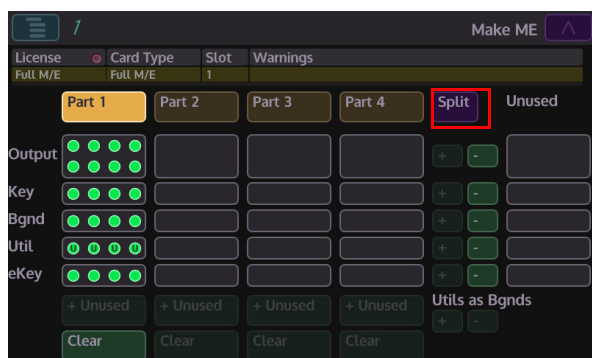 1 Make ME
License Card Type Slot Warnings
Full M/E Full M/E 1
Part 1 Part 2 Part 3 Part 4 Split Unused
Output + -
Key + -
Bgnd + -
Util U U U U + -
eKey + -
+ Unused + Unused + Unused + Unused Utils as Bgnds
+ -
Clear Clear Clear Clear